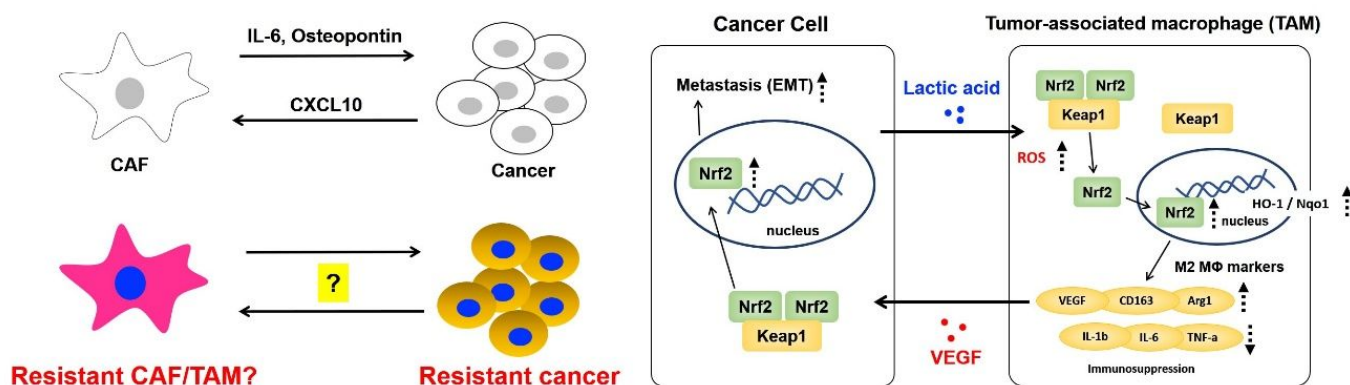 IL-6, Osteopontin
CXCL10
CAF
Cancer
?
Resistant CAF/TAM?
Resistant cancer
Cancer Cell
Metastasis (EMT)
Nrf2
nucleus
Nrf2 Nrf2
Keap1
Lactic acid
VEGF
Tumor-associated macrophage (TAM)
Nrf2 Nrf2
Keap1
Keap1
ROS
Nrf2
Nrf2
HO-1 / Nqo1
nucleus
M2 MΦ markers
VEGF CD163 Arg1
IL-1b IL-6 TNF-a
Immunosuppression